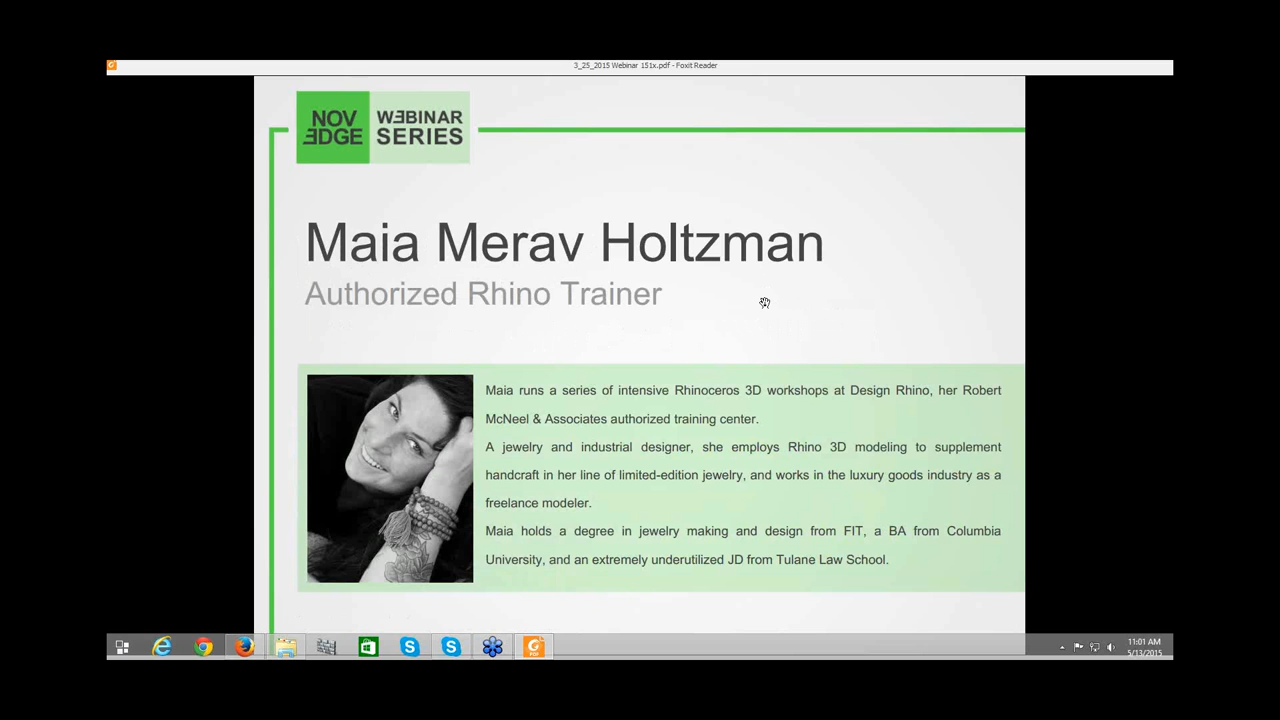 3_25_2015 Webinar 151x.pdf - Foxit Reader
NOV WEBINAR
EDGE SERIES
Maia Merav Holtzman
Authorized Rhino Trainer
Maia runs a series of intensive Rhinoceros 3D workshops at Design Rhino, her Robert
McNeel & Associates authorized training center.
A jewelry and industrial designer, she employs Rhino 3D modeling to supplement
handcraft in her line of limited-edition jewelry, and works in the luxury goods industry as a
freelance modeler.
Maia holds a degree in jewelry making and design from FIT, a BA from Columbia
University, and an extremely underutilized JD from Tulane Law School.
11:01 AM
5/13/2015